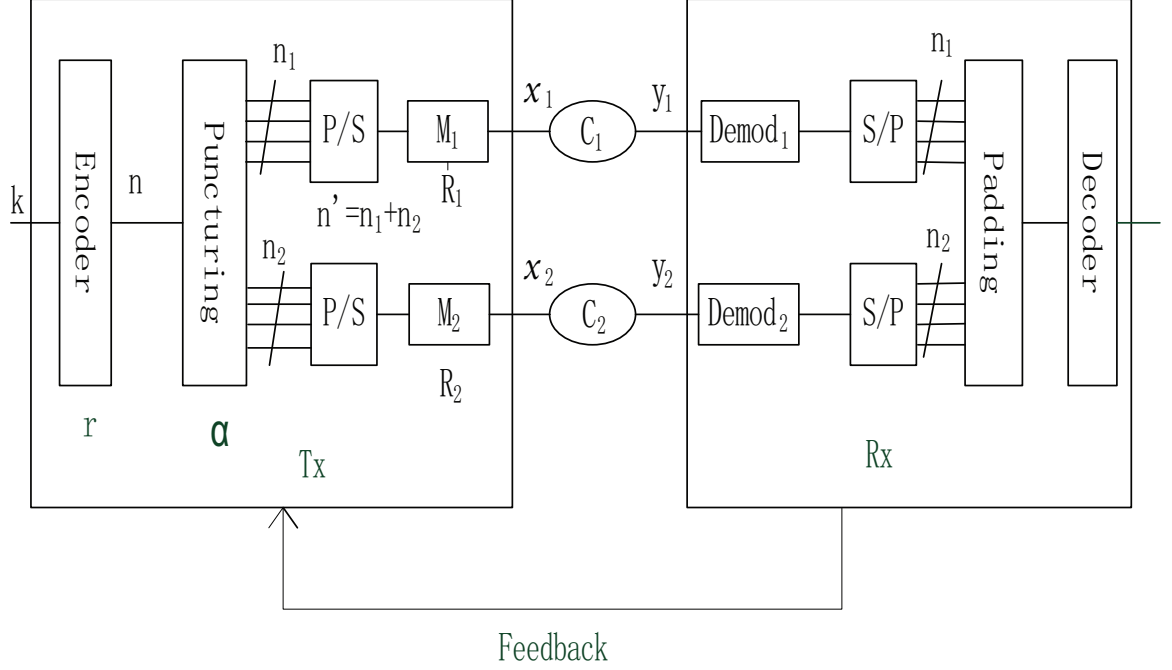 k
Encoder
r
n
Puncturing
α
n₁
P/S
n'=n₁+n₂
n₂
P/S
M₁
R₁
M₂
R₂
Tx
x₁
C₁
y₁
x₂
C₂
y₂
Demod₁
S/P
n₁
Demod₂
S/P
n₂
Padding
Decoder
Rx
Feedback